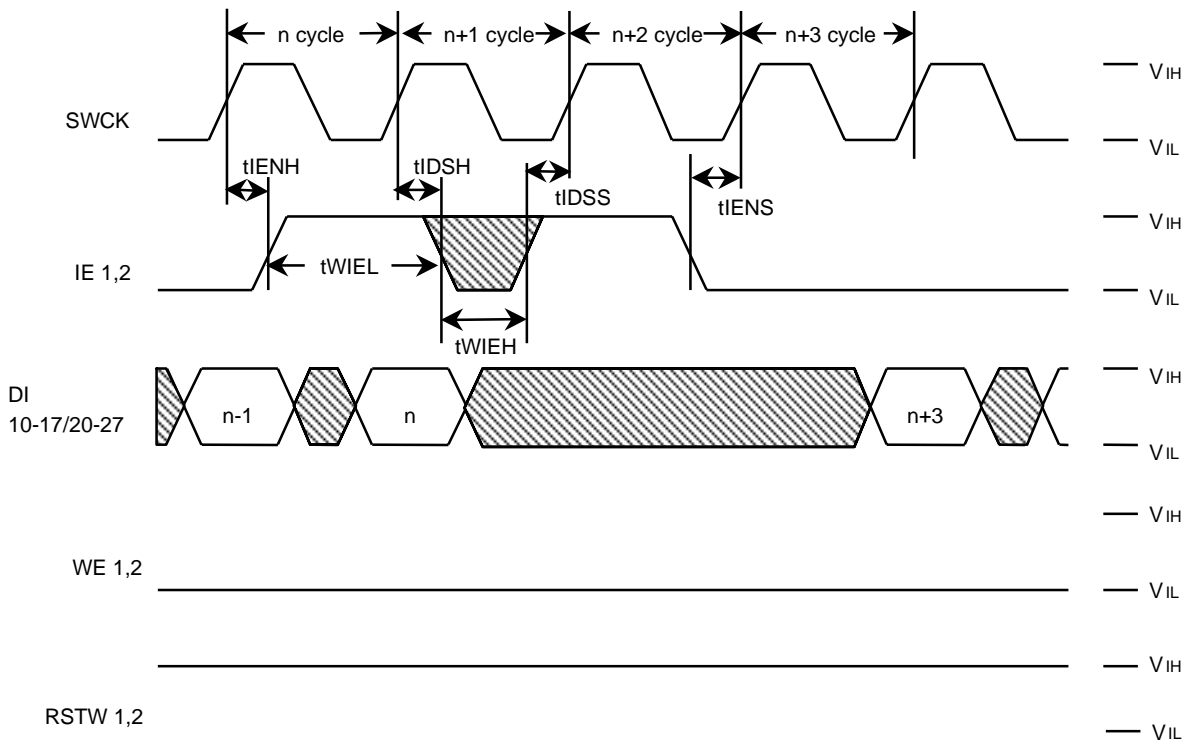 n cycle n+1 cycle n+2 cycle n+3 cycle
VIH
SWCK
VIL
tIENH tIDSH tIDSS tIENS
VIH
IE 1,2
tWIEL
VIL
tWIEH
VIH
DI
10-17/20-27
n-1 n n+3
VIL
VIH
WE 1,2
VIL
VIH
RSTW 1,2
VIL